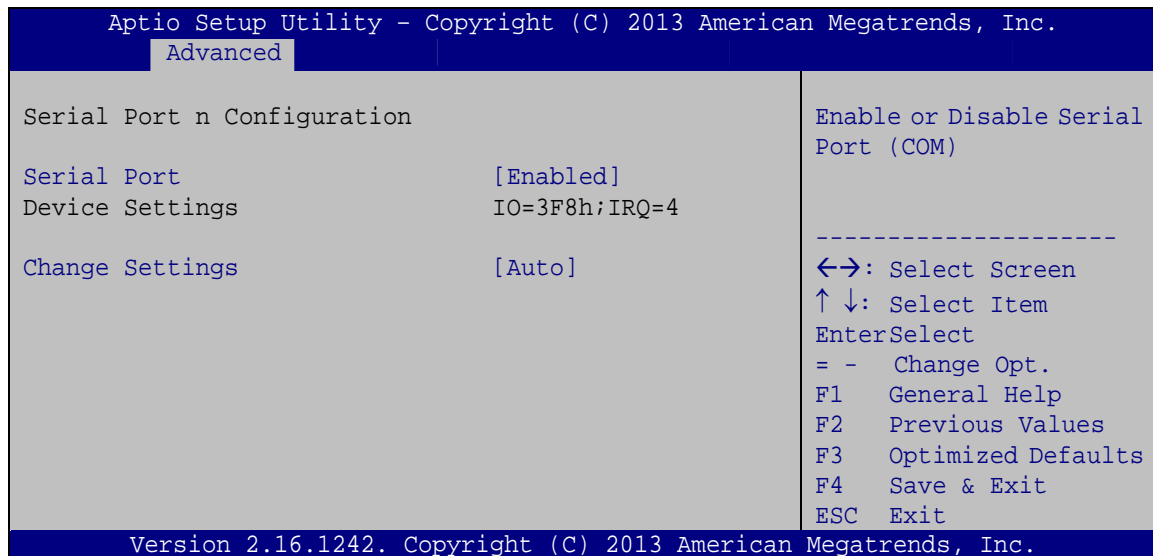 Aptio Setup Utility – Copyright (C) 2013 American Megatrends, Inc.
Advanced
Serial Port n Configuration
Serial Port [Enabled]
Device Settings IO=3F8h;IRQ=4
Change Settings [Auto]
Enable or Disable Serial
Port (COM)
----------------------
←→: Select Screen
↑ ↓: Select Item
EnterSelect
= - Change Opt.
F1 General Help
F2 Previous Values
F3 Optimized Defaults
F4 Save & Exit
ESC Exit
Version 2.16.1242. Copyright (C) 2013 American Megatrends, Inc.